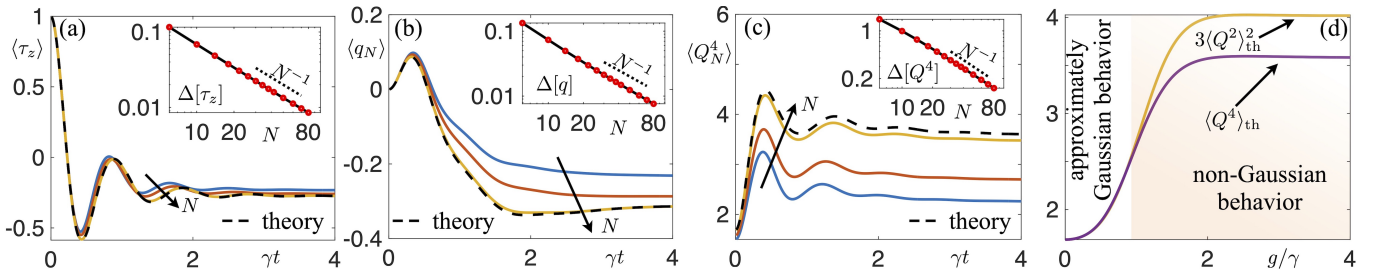 (a)
⟨τ_z⟩
1
0.5
0
-0.5
0
2
4
γt
N
theory
0.1
0.01
10
20
N
80
N^{-1}
Δ[τ_z]
(b)
⟨q_N⟩
0.2
0
-0.2
-0.4
0
2
4
γt
N
theory
0.1
0.01
10
20
N
80
N^{-1}
Δ[q]
(c)
⟨Q_N^4⟩
6
4
2
0
2
4
γt
N
theory
1
0.2
10
20
N
80
N^{-1}
Δ[Q^4]
(d)
4
3
2
0
2
g/γ
4
3⟨Q^2⟩^2_th
⟨Q^4⟩_th
approximately
Gaussian behavior
non-Gaussian
behavior